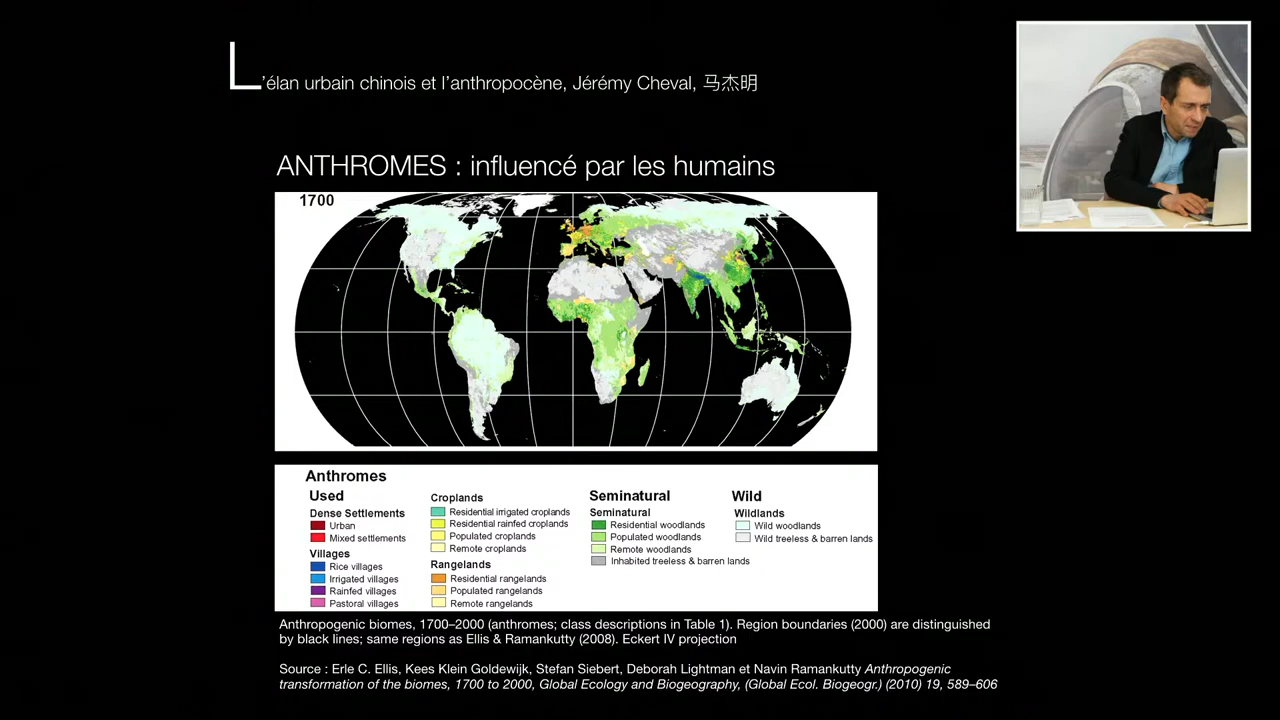 L'élan urbain chinois et l'anthropocène, Jérémy Cheval, 马杰明
ANTHROMES : influencé par les humains
1700
Anthromes
Used
Dense Settlements
Urban
Mixed settlements
Villages
Rice villages
Irrigated villages
Rainfed villages
Pastoral villages
Croplands
Residential irrigated croplands
Residential rainfed croplands
Populated croplands
Remote croplands
Rangelands
Residential rangelands
Populated rangelands
Remote rangelands
Seminatural
Seminatural
Residential woodlands
Populated woodlands
Remote woodlands
Inhabited treeless & barren lands
Wild
Wildlands
Wild woodlands
Wild treeless & barren lands
Anthropogenic biomes, 1700–2000 (anthromes; class descriptions in Table 1). Region boundaries (2000) are distinguished
by black lines; same regions as Ellis & Ramankutty (2008). Eckert IV projection
Source : Erle C. Ellis, Kees Klein Goldewijk, Stefan Siebert, Deborah Lightman et Navin Ramankutty Anthropogenic
transformation of the biomes, 1700 to 2000, Global Ecology and Biogeography, (Global Ecol. Biogeogr.) (2010) 19, 589–606